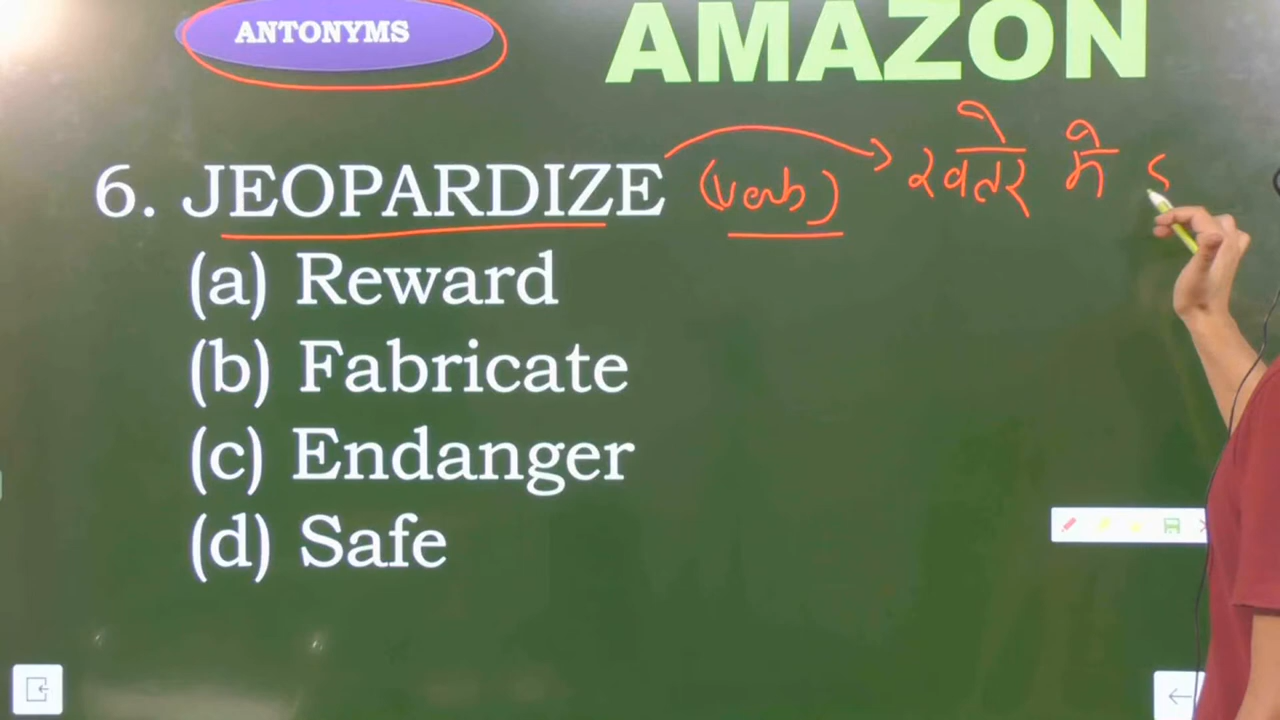 ANTONYMS
AMAZON
6. JEOPARDIZE (verb) → खतरे में
(a) Reward
(b) Fabricate
(c) Endanger
(d) Safe